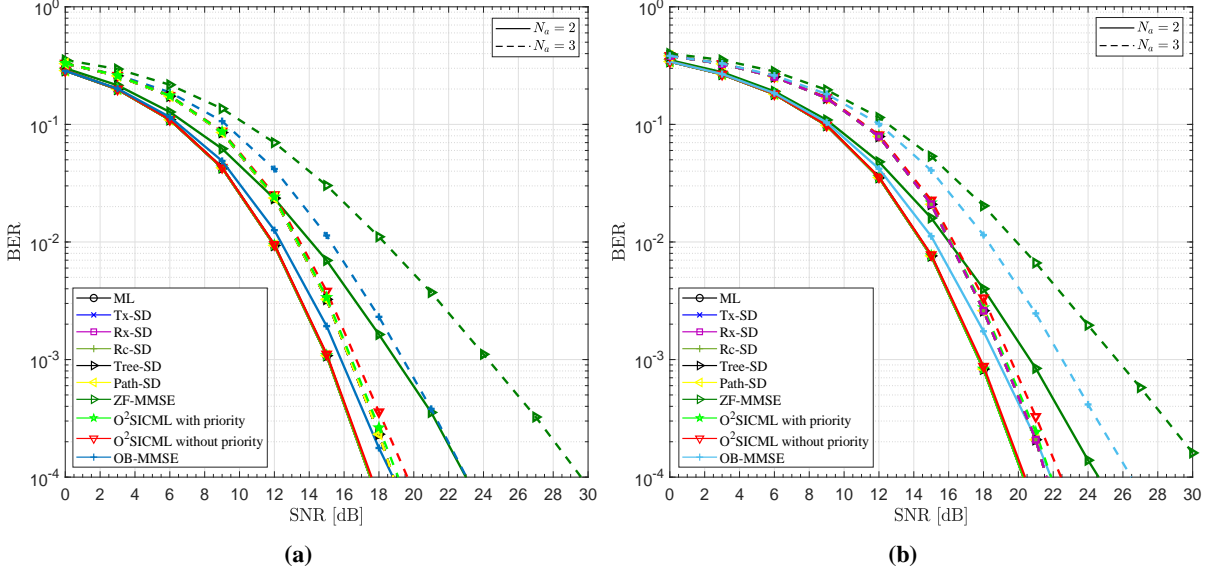 10^0
10^-1
10^-2
10^-3
10^-4
BER
0 2 4 6 8 10 12 14 16 18 20 22 24 26 28 30
SNR [dB]
N_a = 2
N_a = 3
ML
Tx-SD
Rx-SD
Rc-SD
Tree-SD
Path-SD
ZF-MMSE
O^2SICML with priority
O^2SICML without priority
OB-MMSE
(a)
10^0
10^-1
10^-2
10^-3
10^-4
BER
0 2 4 6 8 10 12 14 16 18 20 22 24 26 28 30
SNR [dB]
N_a = 2
N_a = 3
ML
Tx-SD
Rx-SD
Rc-SD
Tree-SD
Path-SD
ZF-MMSE
O^2SICML with priority
O^2SICML without priority
OB-MMSE
(b)